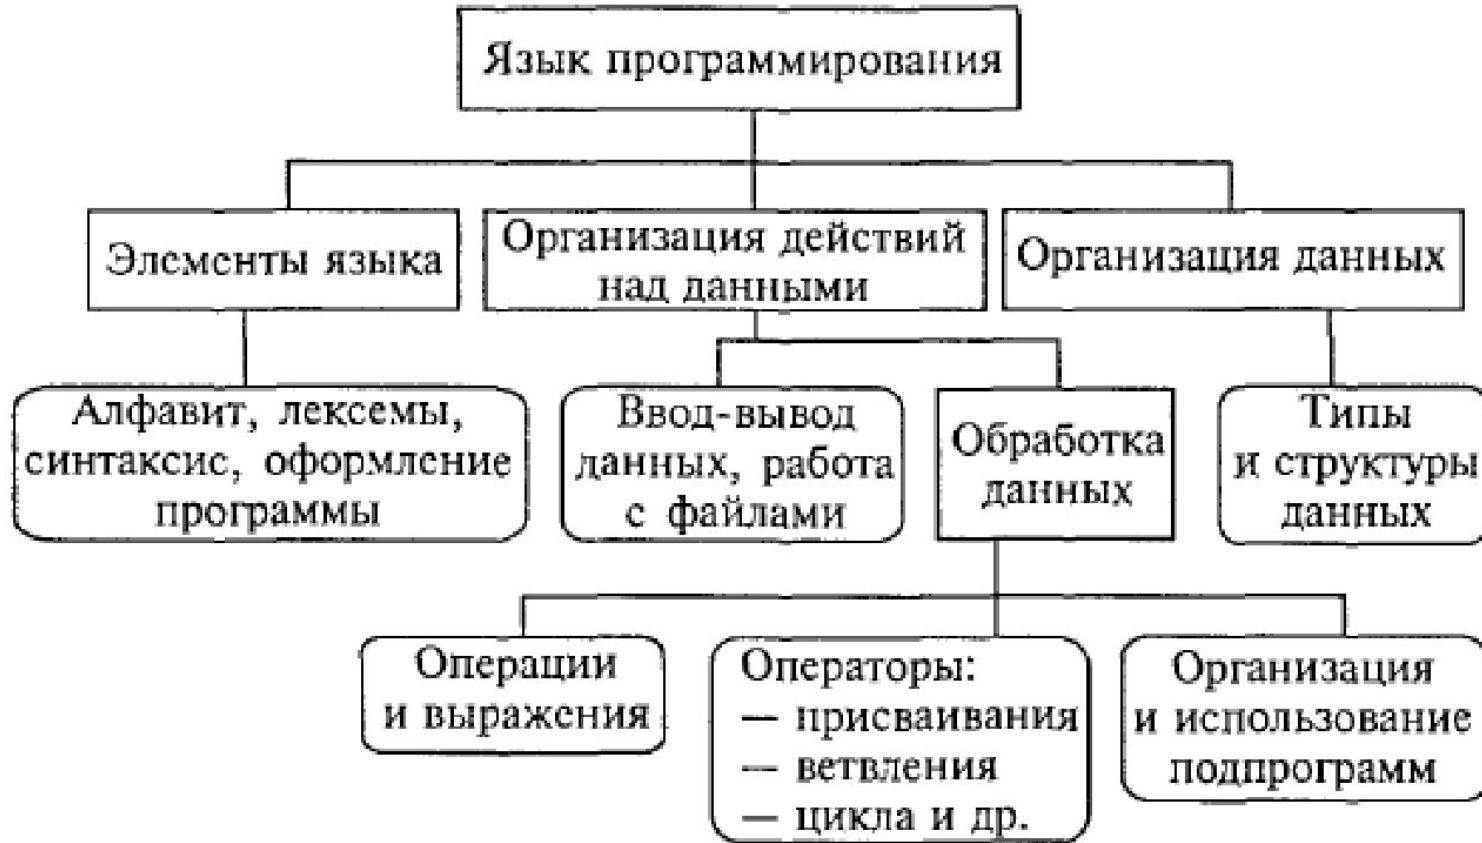 Язык программирования
Элементы языка
Организация действий
над данными
Организация данных
Алфавит, лексемы,
синтаксис, оформление
программы
Ввод-вывод
данных, работа
с файлами
Обработка
данных
Типы
и структуры
данных
Операции
и выражения
Операторы:
— присваивания
— ветвления
— цикла и др.
Организация
и использование
подпрограмм